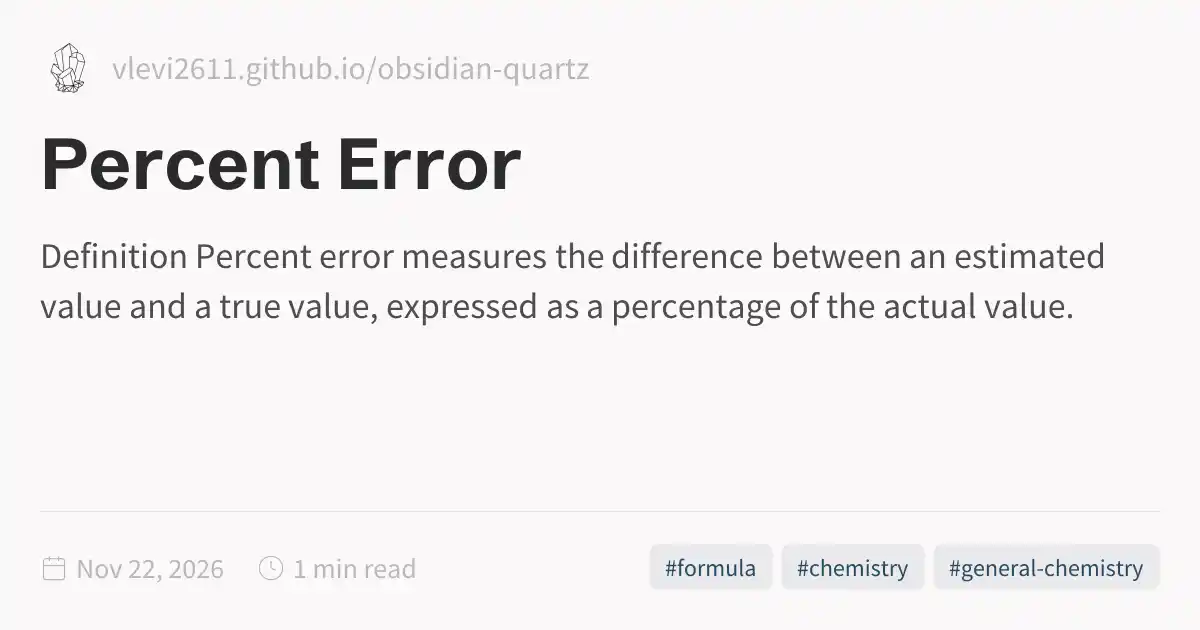 vlevi2611.github.io/obsidian-quartz
Percent Error
Definition Percent error measures the difference between an estimated
value and a true value, expressed as a percentage of the actual value.
Nov 22, 2026 1 min read #formula #chemistry #general-chemistry